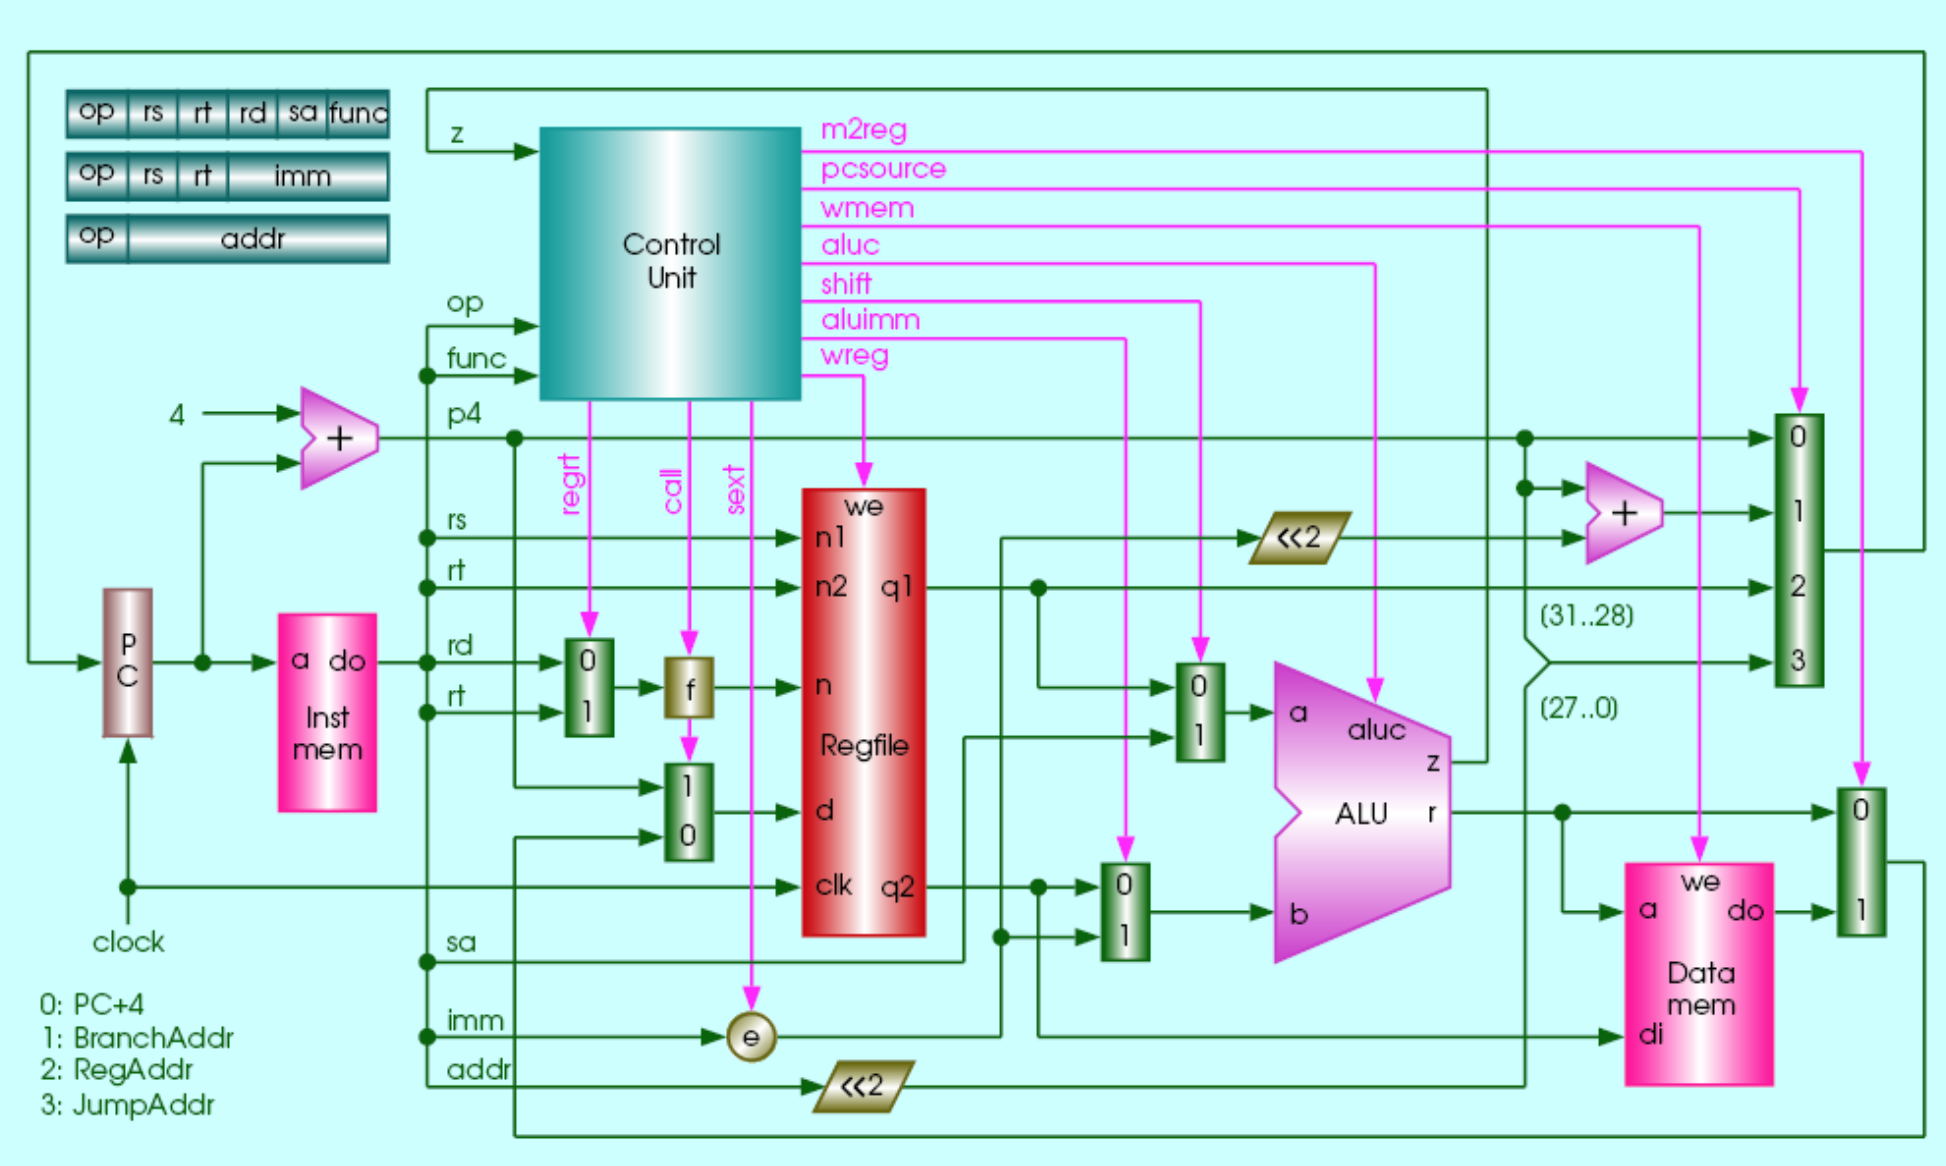 op rs rt rd sa func
op rs rt imm
op addr
z
Control
Unit
m2reg
pcsource
wmem
aluc
shift
aluimm
wreg
op
func
p4
4
+
regrt
call
sext
rs
rt
rd
rt
P
C
a do
Inst
mem
0
1
f
1
0
we
n1
n2 q1
n
Regfile
d
clk q2
clock
sa
imm
addr
e
<<2
<<2
+
0
1
2
3
(31..28)
(27..0)
0
1
0
1
a
aluc
z
ALU r
b
0
1
we
a do
Data
mem
di
0: PC+4
1: BranchAddr
2: RegAddr
3: JumpAddr